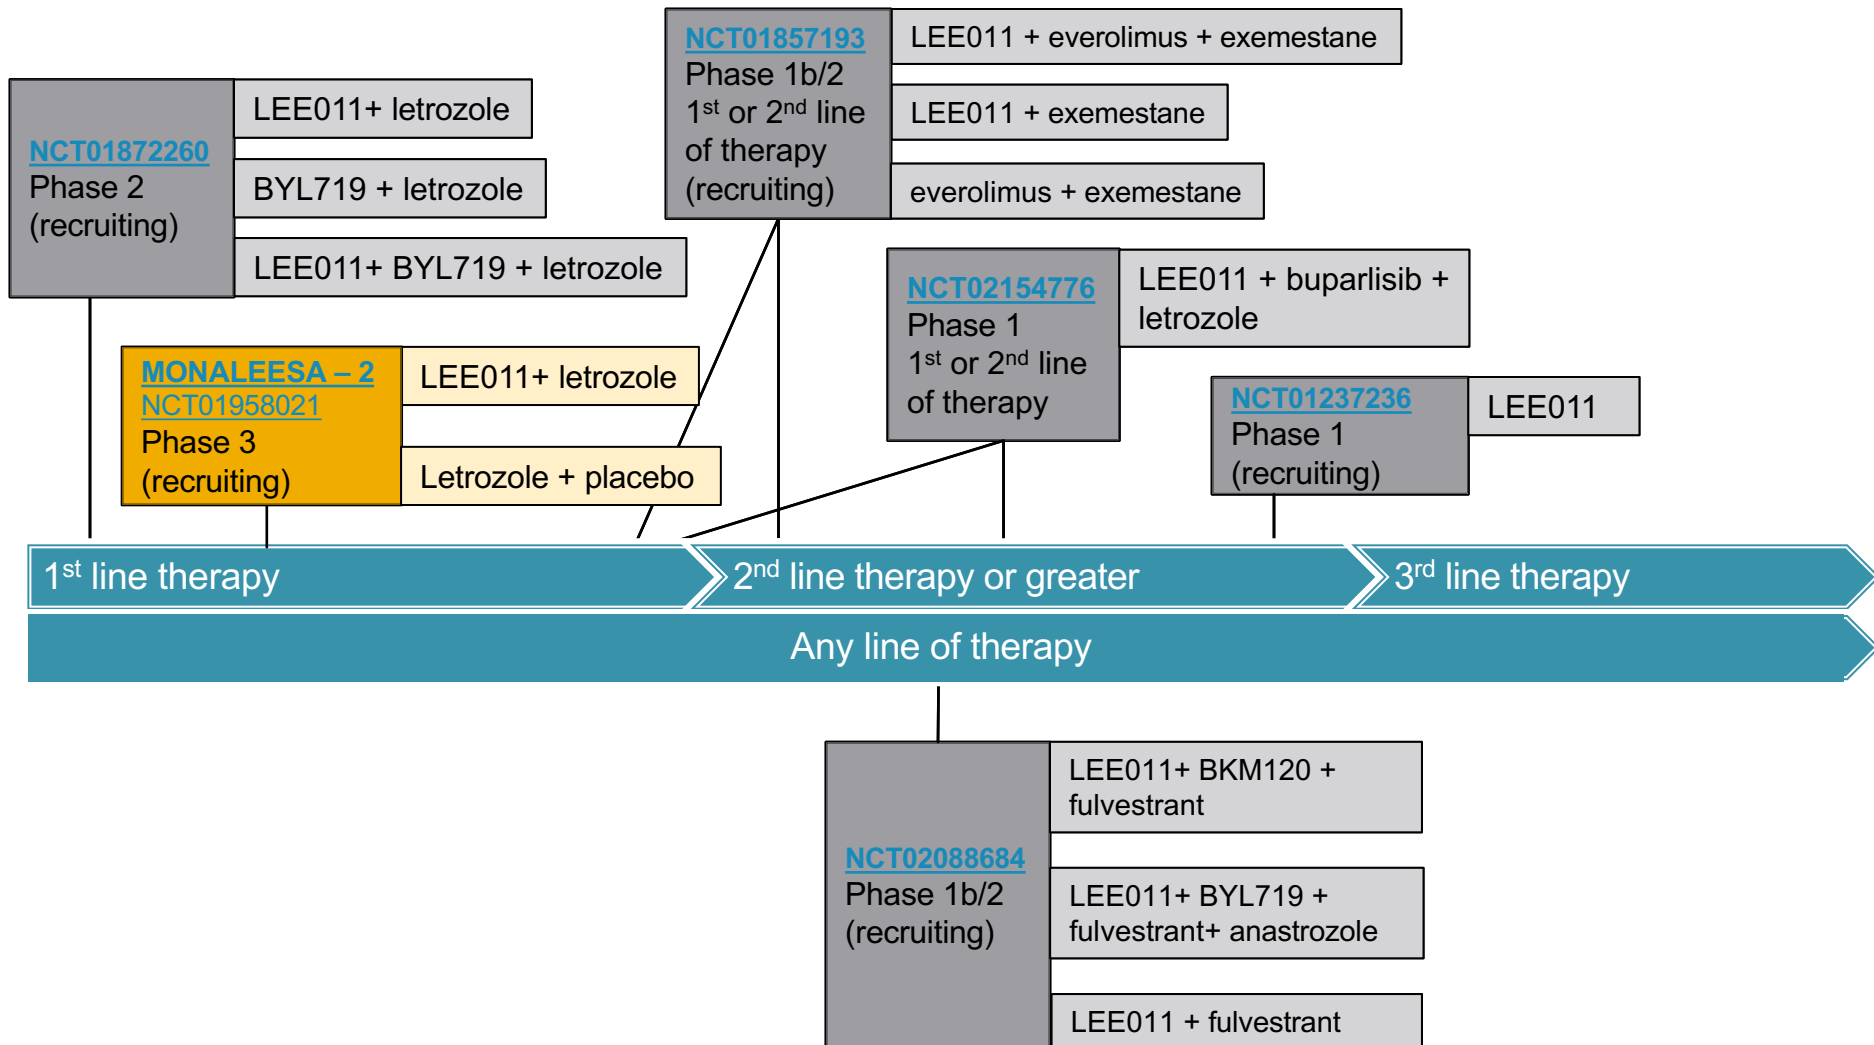 NCT01857193
Phase 1b/2
1st or 2nd line
of therapy
(recruiting)
LEE011 + everolimus + exemestane
LEE011 + exemestane
everolimus + exemestane
NCT01872260
Phase 2
(recruiting)
LEE011+ letrozole
BYL719 + letrozole
LEE011+ BYL719 + letrozole
NCT02154776
Phase 1
1st or 2nd line
of therapy
LEE011 + buparlisib +
letrozole
MONALEESA – 2
NCT01958021
Phase 3
(recruiting)
LEE011+ letrozole
Letrozole + placebo
NCT01237236
Phase 1
(recruiting)
LEE011
1st line therapy
2nd line therapy or greater
3rd line therapy
Any line of therapy
NCT02088684
Phase 1b/2
(recruiting)
LEE011+ BKM120 +
fulvestrant
LEE011+ BYL719 +
fulvestrant+ anastrozole
LEE011 + fulvestrant